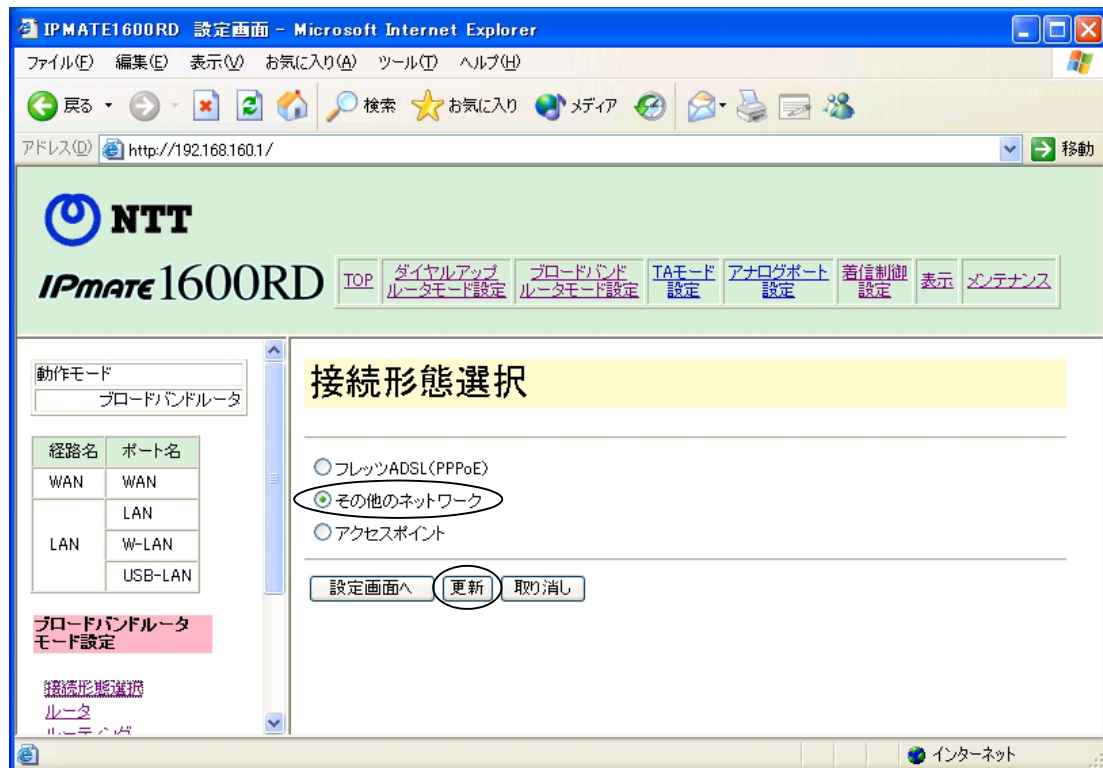 IPMATE1600RD 設定画面 - Microsoft Internet Explorer
ファイル(F) 編集(E) 表示(V) お気に入り(A) ツール(T) ヘルプ(H)
戻る 検索 お気に入り メディア
アドレス(D) http://192.168.160.1/ 移動
NTT
IPMATE1600RD
TOP
ダイヤルアップ
ルータモード設定
ブロードバンド
ルータモード設定
TAモード
設定
アナログポート
設定
着信制御
設定
表示
メンテナンス
動作モード
ブロードバンドルータ
経路名 ポート名
WAN WAN
LAN
LAN W-LAN
USB-LAN
ブロードバンドルータ
モード設定
接続形態選択
ルータ
ルーティング
接続形態選択
フレッツADSL(PPPoE)
その他のネットワーク
アクセスポイント
設定画面へ 更新 取り消し
インターネット